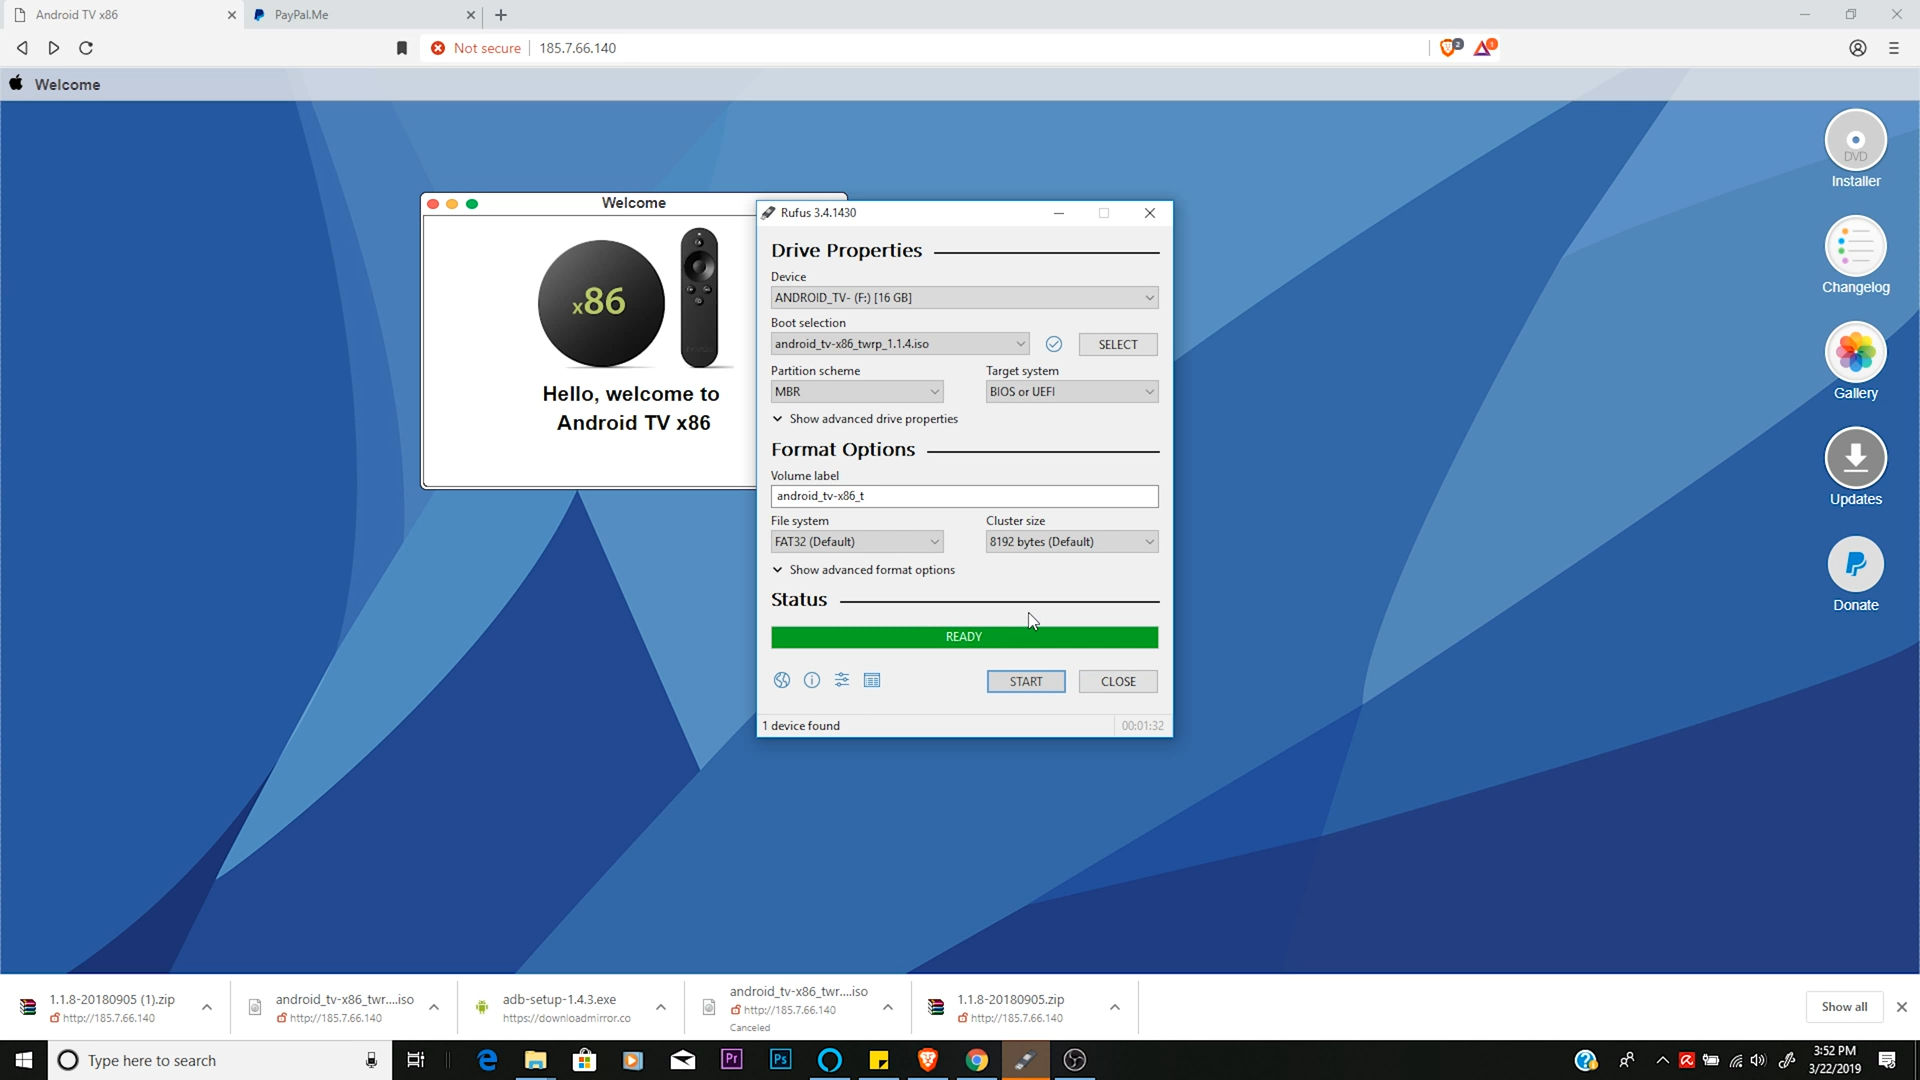 Android TV x86
PayPal.Me
Not secure
185.7.66.140
2
1
Welcome
DVD
Installer
Changelog
Gallery
Updates
Donate
Welcome
x86
Hello, welcome to
Android TV x86
Rufus 3.4.1430
Drive Properties
Device
ANDROID_TV- (F:) [16 GB]
Boot selection
android_tv-x86_twrp_1.1.4.iso
SELECT
Partition scheme
Target system
MBR
BIOS or UEFI
Show advanced drive properties
Format Options
Volume label
android_tv-x86_t
File system
Cluster size
FAT32 (Default)
8192 bytes (Default)
Show advanced format options
Status
READY
START
CLOSE
1 device found
00:01:32
1.1.8-20180905 (1).zip
http://185.7.66.140
android_tv-x86_twr....iso
http://185.7.66.140
adb-setup-1.4.3.exe
https://downloadmirror.co
android_tv-x86_twr....iso
http://185.7.66.140
Canceled
1.1.8-20180905.zip
http://185.7.66.140
Show all
Type here to search
Pr
Ps
3:52 PM
3/22/2019